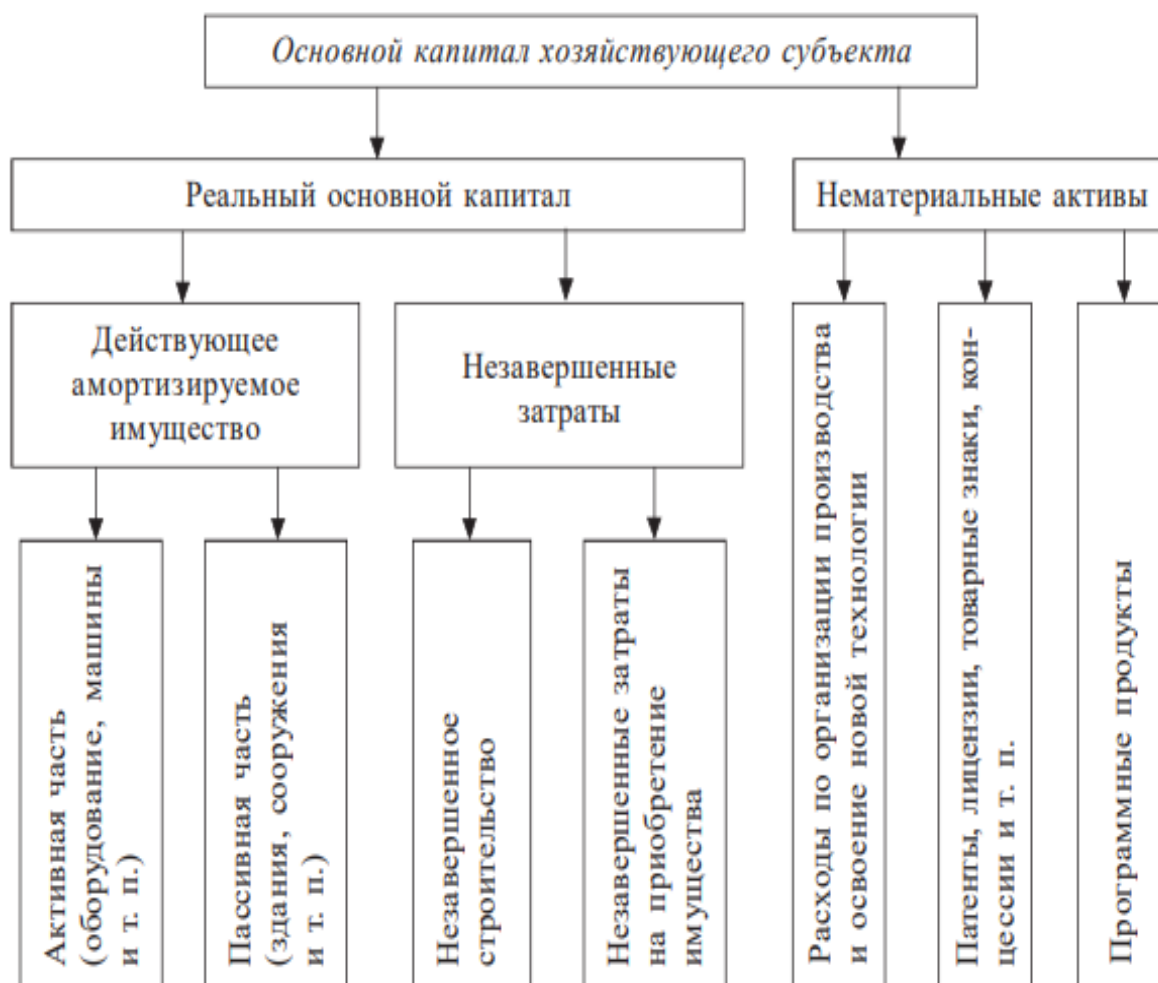 Основной капитал хозяйствующего субъекта
Реальный основной капитал
Нематериальные активы
Действующее
амортизируемое
имущество
Незавершенные
затраты
Активная часть
(оборудование, машины
и т. п.)
Пассивная часть
(здания, сооружения
и т. п.)
Незавершенное
строительство
Незавершенные затраты
на приобретение
имущества
Расходы по организации производства
и освоение новой технологии
Патенты, лицензии, товарные знаки, кон-
цессии и т. п.
Программные продукты